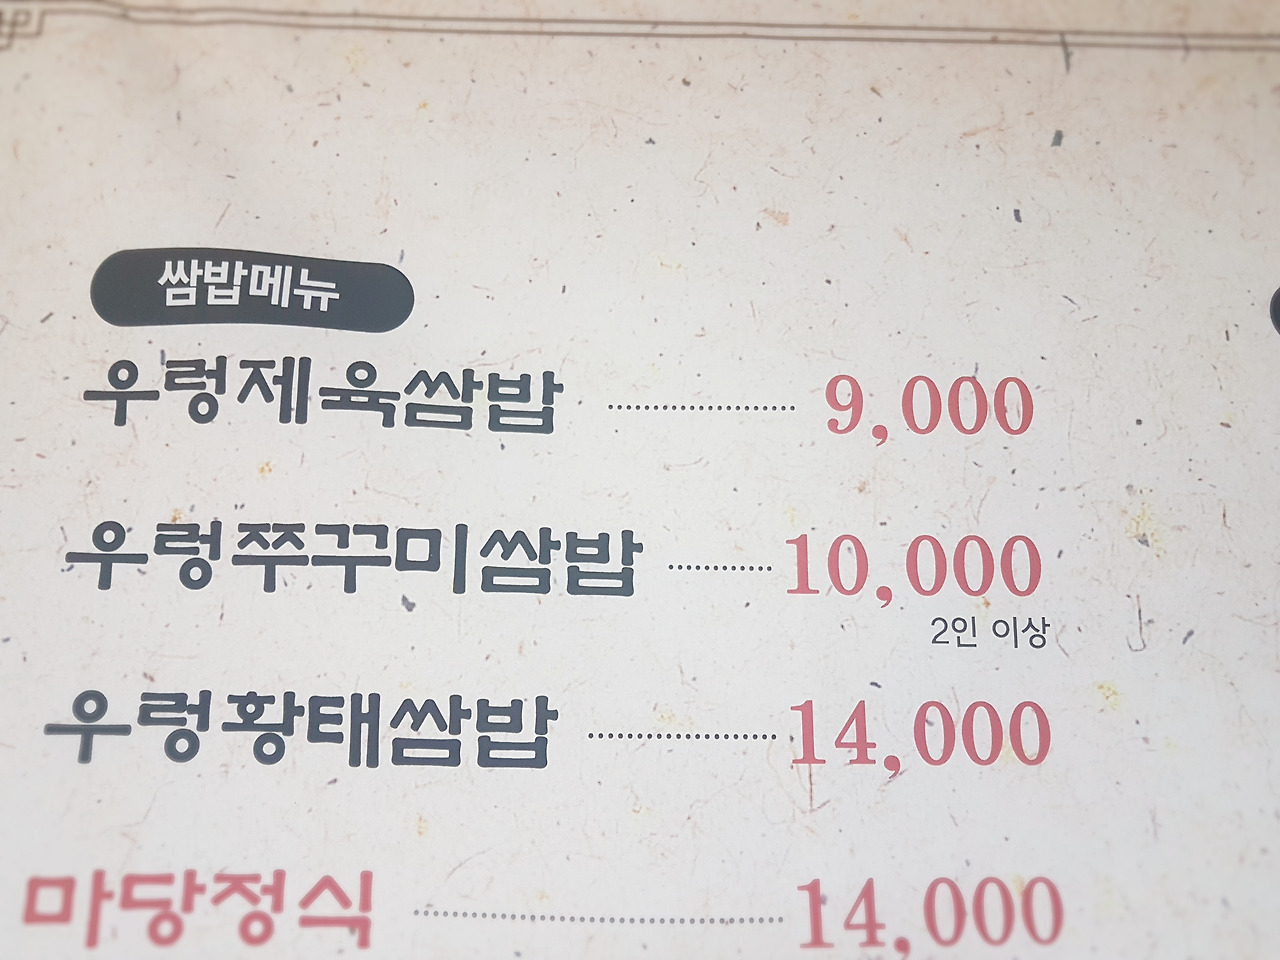 쌈밥메뉴
우렁제육쌈밥 ................ 9,000
우렁쭈꾸미쌈밥 ......... 10,000
2인 이상
우렁황태쌈밥 ................ 14,000
마당정식 ................................ 14,000